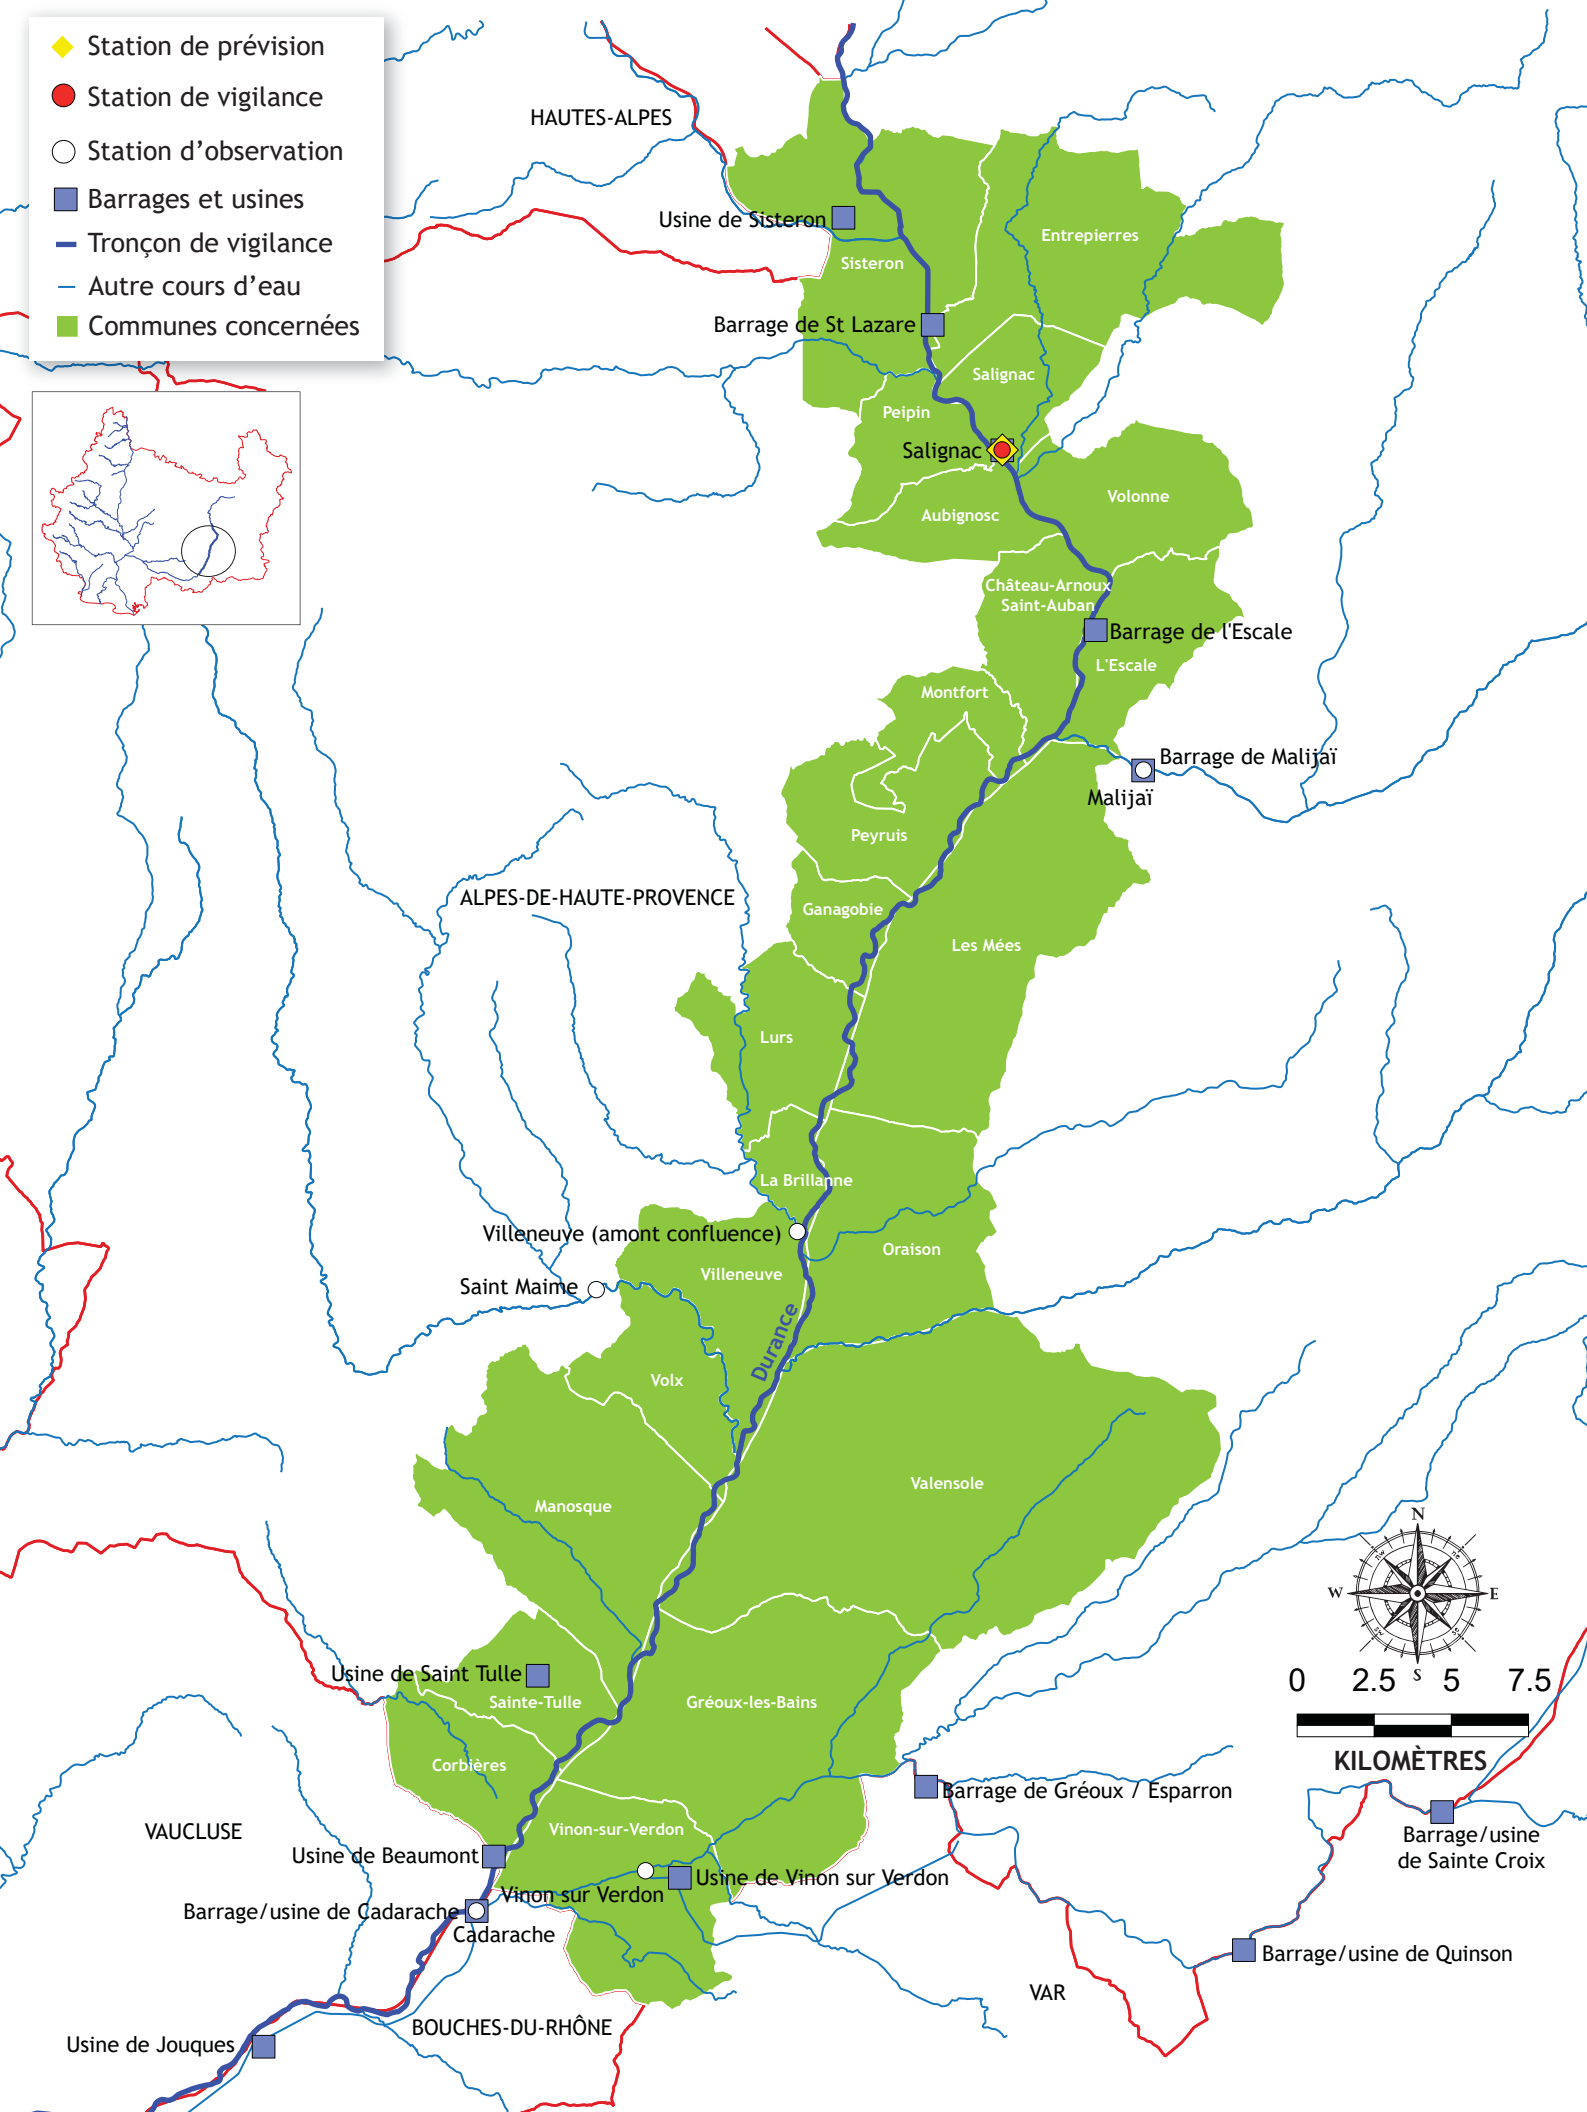 Station de prévision
Station de vigilance
Station d’observation
Barrages et usines
Tronçon de vigilance
Autre cours d’eau
Communes concernées
HAUTES-ALPES
Usine de Sisteron
Entrepierres
Sisteron
Barrage de St Lazare
Salignac
Peipin
Salignac
Volonne
Aubignosc
Château-Arnoux
Saint-Auban
Barrage de l'Escale
L'Escale
Montfort
Barrage de Malijaï
Malijaï
Peyruis
ALPES-DE-HAUTE-PROVENCE
Ganagobie
Les Mées
Lurs
La Brillanne
Villeneuve (amont confluence)
Oraison
Villeneuve
Saint Maime
Durance
Volx
Valensole
Manosque
N
nw
ne
W
E
sw
se
S
0 2.5 5 7.5
KILOMÈTRES
Usine de Saint Tulle
Sainte-Tulle
Gréoux-les-Bains
Corbières
Barrage de Gréoux / Esparron
VAUCLUSE
Vinon-sur-Verdon
Barrage/usine
de Sainte Croix
Usine de Beaumont
Usine de Vinon sur Verdon
Vinon sur Verdon
Barrage/usine de Cadarache
Cadarache
Barrage/usine de Quinson
VAR
BOUCHES-DU-RHÔNE
Usine de Jouques